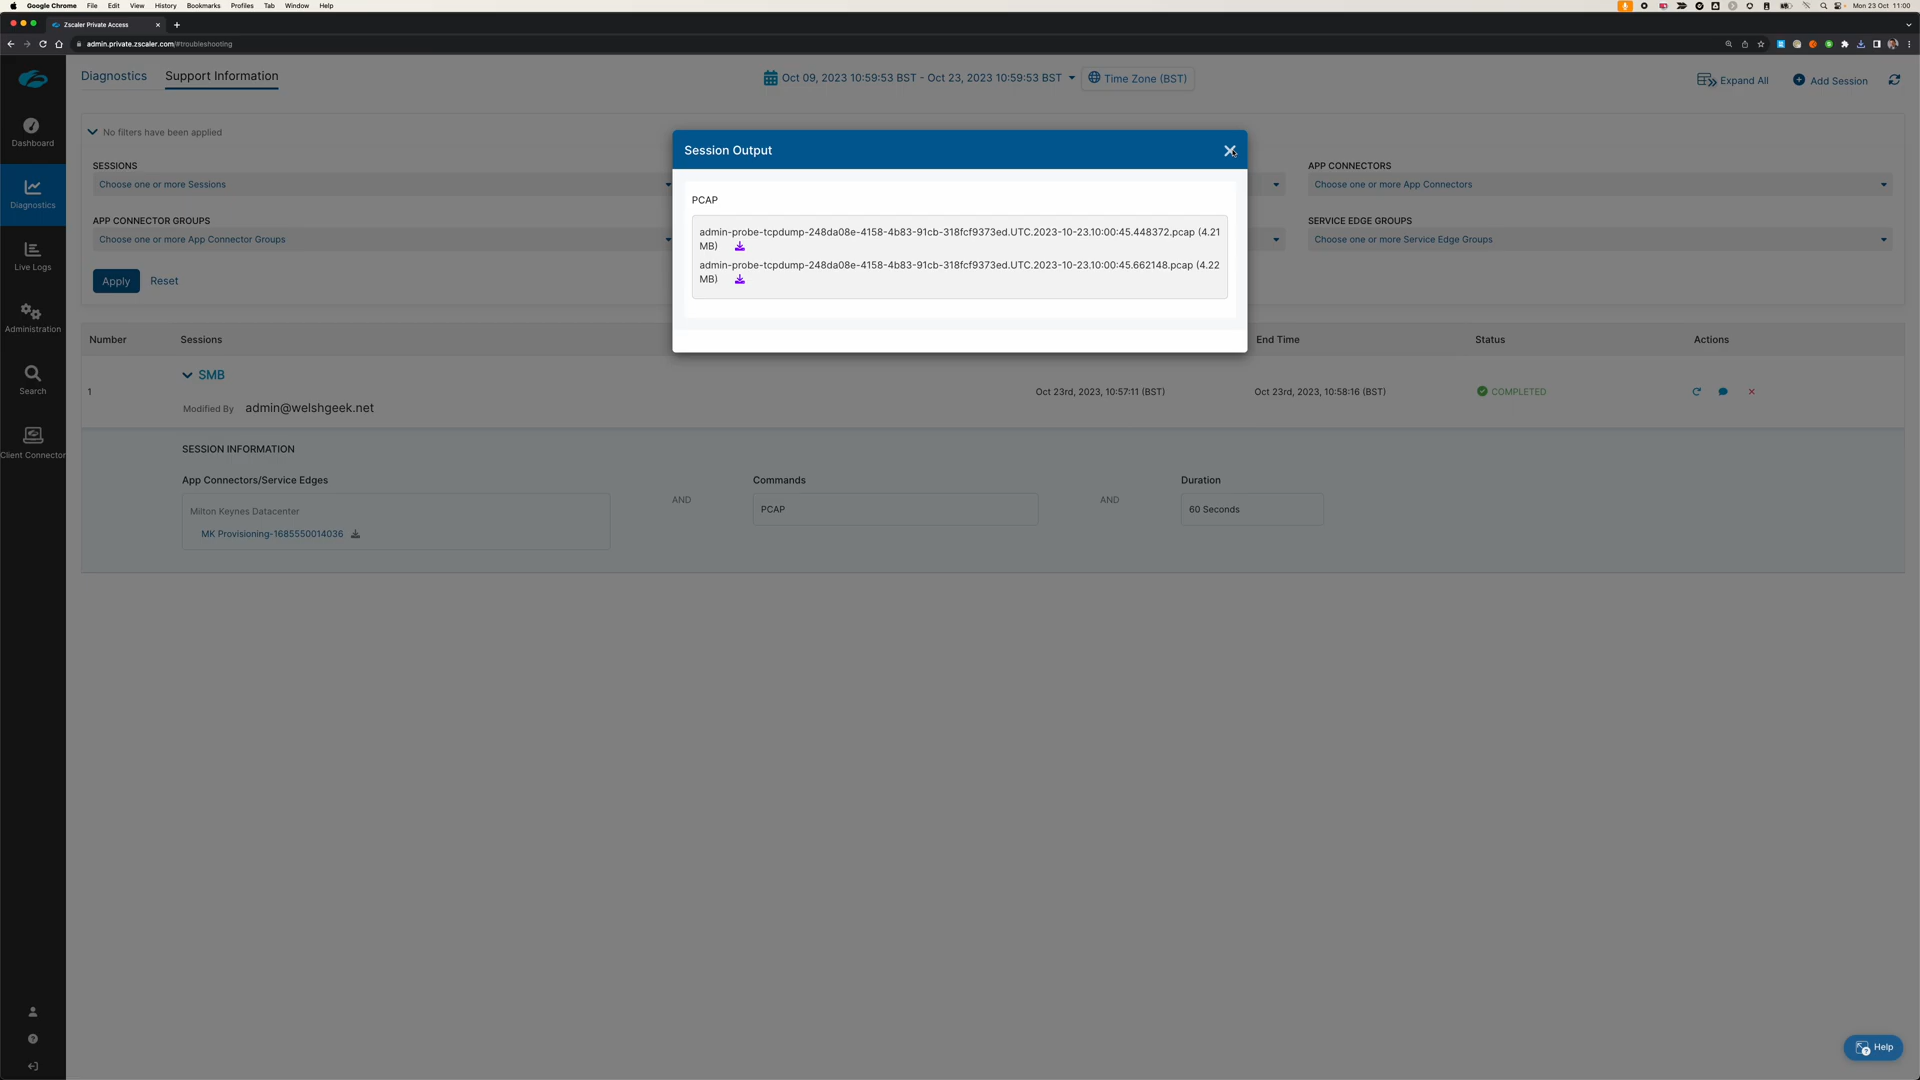 Google Chrome File Edit View History Bookmarks Profiles Tab Window Help
Mon 23 Oct 11:00
Zscaler Private Access
admin.private.zscaler.com/#troubleshooting
Diagnostics Support Information
Oct 09, 2023 10:59:53 BST - Oct 23, 2023 10:59:53 BST
Time Zone (BST)
Expand All
Add Session
Dashboard
Diagnostics
Live Logs
Administration
Search
Client Connector
No filters have been applied
SESSIONS
Choose one or more Sessions
APP CONNECTORS
Choose one or more App Connectors
APP CONNECTOR GROUPS
Choose one or more App Connector Groups
SERVICE EDGE GROUPS
Choose one or more Service Edge Groups
Apply Reset
Session Output
PCAP
admin-probe-tcpdump-248da08e-4158-4b83-91cb-318fcf9373ed.UTC.2023-10-23.10:00:45.448372.pcap (4.21
MB)
admin-probe-tcpdump-248da08e-4158-4b83-91cb-318fcf9373ed.UTC.2023-10-23.10:00:45.662148.pcap (4.22
MB)
Number Sessions End Time Status Actions
SMB
1 Oct 23rd, 2023, 10:57:11 (BST) Oct 23rd, 2023, 10:58:16 (BST) COMPLETED
Modified By admin@welshgeek.net
SESSION INFORMATION
App Connectors/Service Edges Commands Duration
AND AND
Milton Keynes Datacenter PCAP 60 Seconds
MK Provisioning-1685550014036
Help